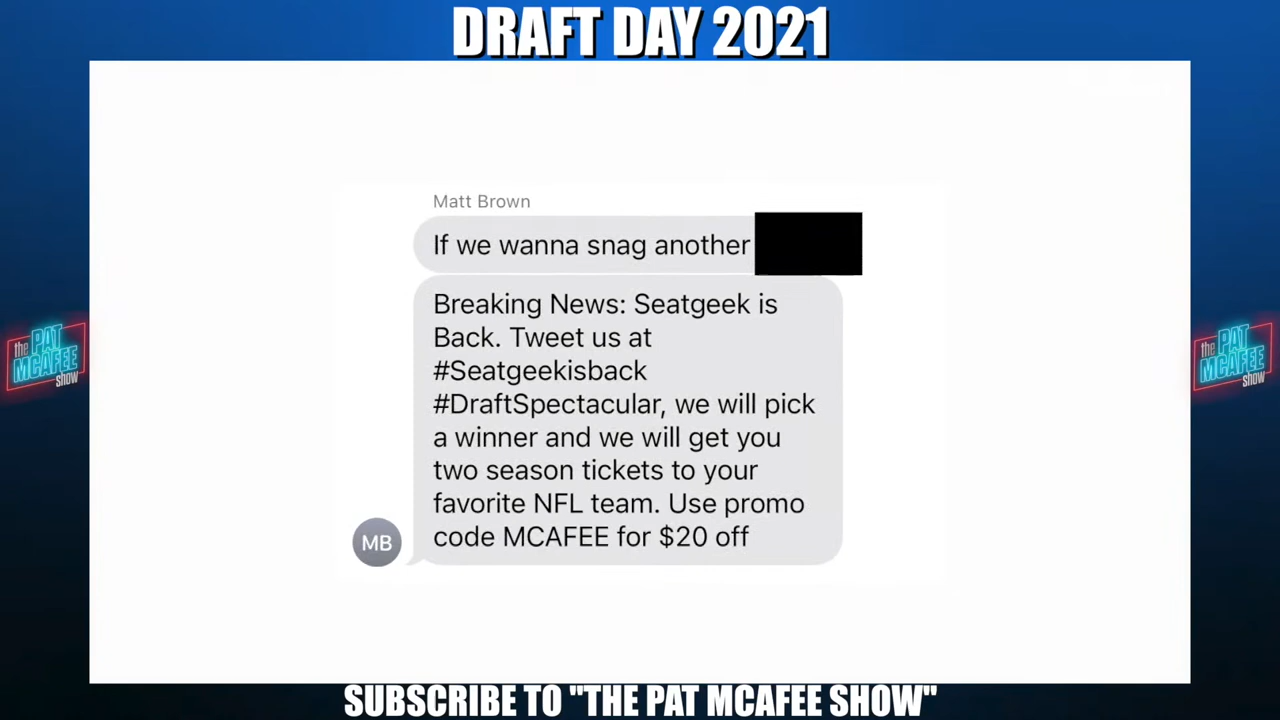 DRAFT DAY 2021
Matt Brown
If we wanna snag another
Breaking News: Seatgeek is
Back. Tweet us at
#Seatgeekisback
#DraftSpectacular, we will pick
a winner and we will get you
two season tickets to your
favorite NFL team. Use promo
code MCAFEE for $20 off
MB
the PAT
MCAFEE
show
the PAT
MCAFEE
show
SUBSCRIBE TO "THE PAT MCAFEE SHOW"